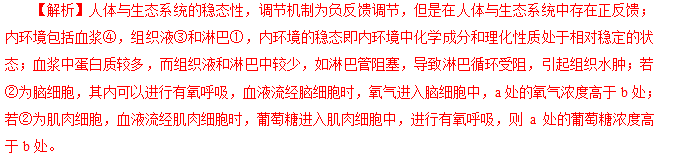 【解析】人体与生态系统的稳态性，调节机制为负反馈调节，但是在人体与生态系统中存在正反馈；
内环境包括血浆④，组织液③和淋巴①，内环境的稳态即内环境中化学成分和理化性质处于相对稳定的状
态；血浆中蛋白质较多，而组织液和淋巴中较少，如淋巴管阻塞，导致淋巴循环受阻，引起组织水肿；若
②为脑细胞，其内可以进行有氧呼吸，血液流经脑细胞时，氧气进入脑细胞中，a 处的氧气浓度高于 b 处；
若②为肌肉细胞，血液流经肌肉细胞时，葡萄糖进入肌肉细胞中，进行有氧呼吸，则 a 处的葡萄糖浓度高
于 b 处。